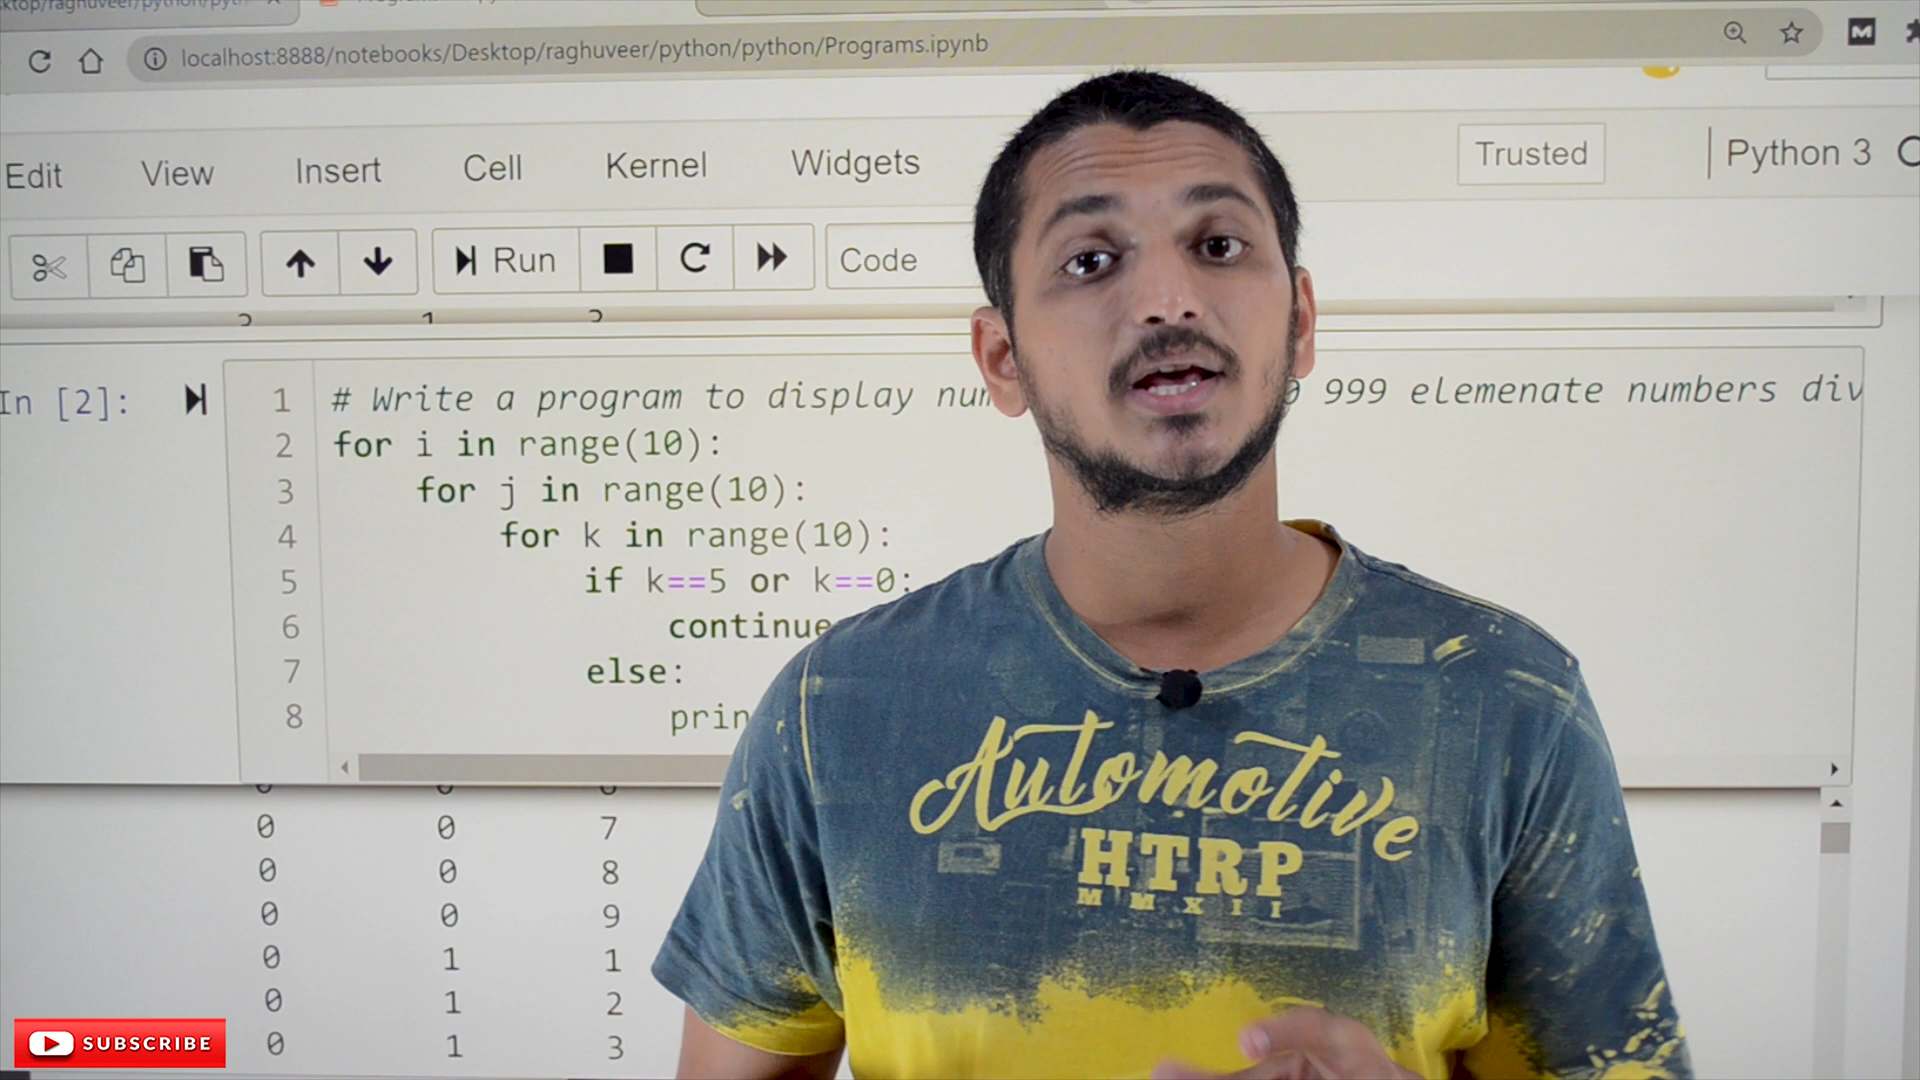 localhost:8888/notebooks/Desktop/raghuveer/python/python/Programs.ipynb
Edit View Insert Cell Kernel Widgets Trusted Python 3
Run Code
In [2]:
1 # Write a program to display 999 elemenate numbers div
2 for i in range(10):
3 for j in range(10):
4 for k in range(10):
5 if k==5 or k==0:
6 continue
7 else:
8 prin
0 0 7
0 0 8
0 0 9
0 1 1
0 1 2
0 1 3
Automotive
HTRP
MMXII
SUBSCRIBE